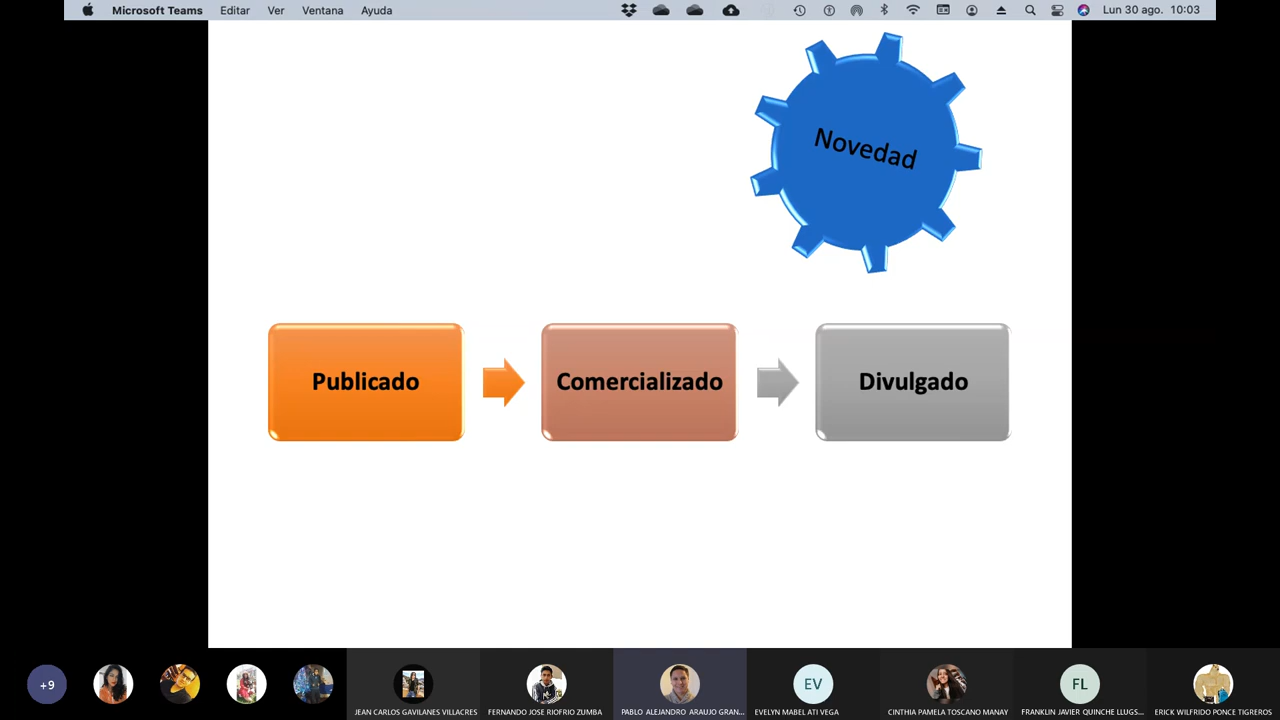 Microsoft Teams Editar Ver Ventana Ayuda Lun 30 ago. 10:03
Novedad
Publicado
Comercializado
Divulgado
+9
JEAN CARLOS GAVILANES VILLACRES
FERNANDO JOSE RIOFRIO ZUMBA
PABLO ALEJANDRO ARAUJO GRAN...
EV
EVELYN MABEL ATI VEGA
CINTHIA PAMELA TOSCANO MANAY
FL
FRANKLIN JAVIER QUINCHE LLUGS...
ERICK WILFRIDO PONCE TIGREROS